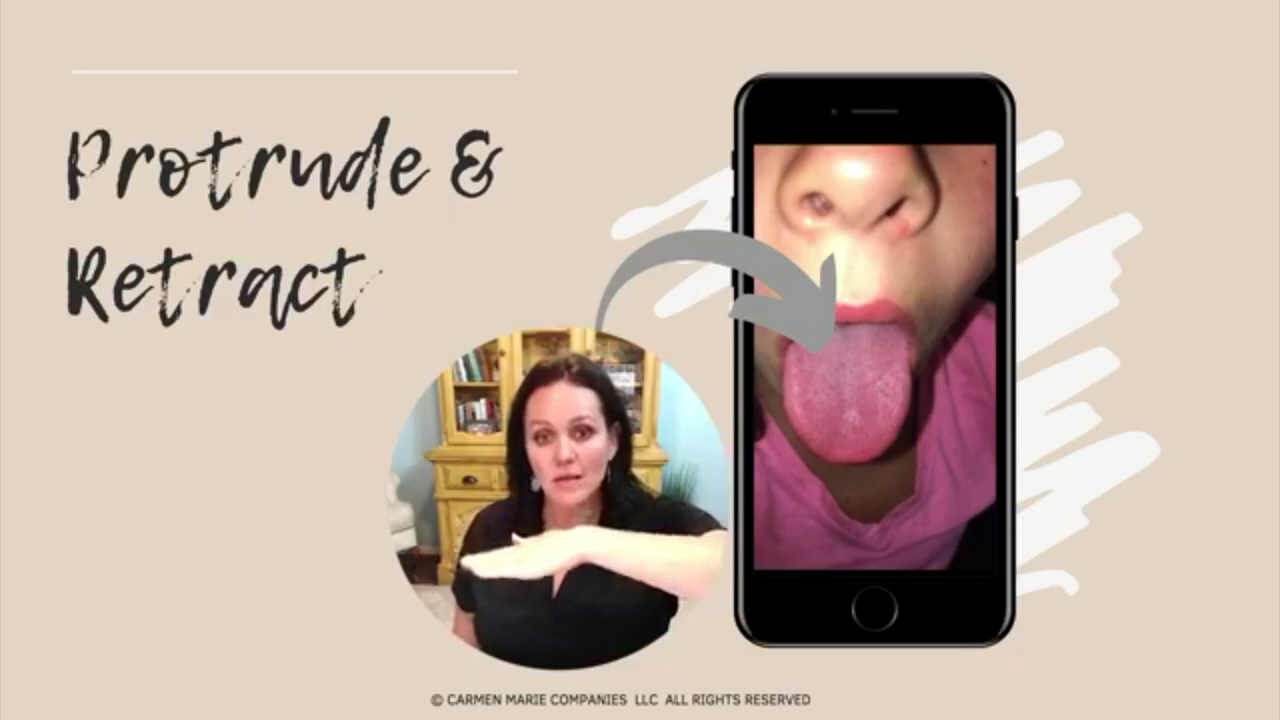 Protrude &
Retract
© CARMEN MARIE COMPANIES LLC ALL RIGHTS RESERVED